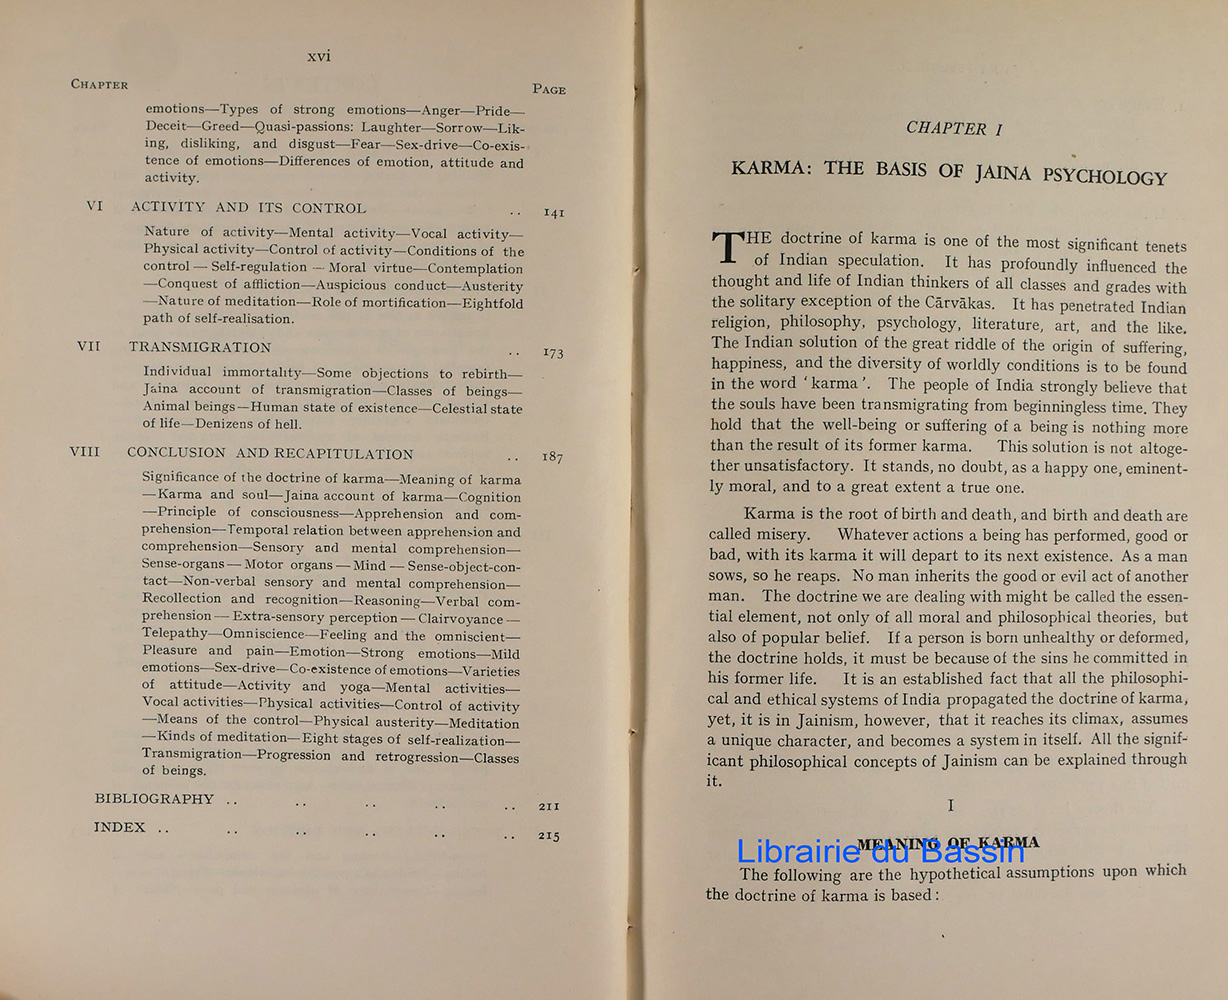 xvi
CHAPTER
PAGE
emotions—Types of strong emotions—Anger—Pride—
Deceit—Greed—Quasi-passions: Laughter—Sorrow—Lik-
ing, disliking, and disgust—Fear—Sex-drive—Co-exis-
tence of emotions—Differences of emotion, attitude and
activity.
VI ACTIVITY AND ITS CONTROL .. 141
Nature of activity—Mental activity—Vocal activity—
Physical activity—Control of activity—Conditions of the
control — Self-regulation — Moral virtue—Contemplation
—Conquest of affliction—Auspicious conduct—Austerity
—Nature of meditation—Role of mortification—Eightfold
path of self-realisation.
VII TRANSMIGRATION .. 173
Individual immortality—Some objections to rebirth—
Jaina account of transmigration—Classes of beings—
Animal beings—Human state of existence—Celestial state
of life—Denizens of hell.
VIII CONCLUSION AND RECAPITULATION .. 187
Significance of the doctrine of karma—Meaning of karma
—Karma and soul—Jaina account of karma—Cognition
—Principle of consciousness—Apprehension and com-
prehension—Temporal relation between apprehension and
comprehension—Sensory and mental comprehension—
Sense-organs — Motor organs — Mind — Sense-object-con-
tact—Non-verbal sensory and mental comprehension—
Recollection and recognition—Reasoning—Verbal com-
prehension — Extra-sensory perception — Clairvoyance —
Telepathy—Omniscience—Feeling and the omniscient—
Pleasure and pain—Emotion—Strong emotions—Mild
emotions—Sex-drive—Co-existence of emotions—Varieties
of attitude—Activity and yoga—Mental activities—
Vocal activities—Physical activities—Control of activity
—Means of the control—Physical austerity—Meditation
—Kinds of meditation—Eight stages of self-realization—
Transmigration—Progression and retrogression—Classes
of beings.
BIBLIOGRAPHY .. .. .. .. .. 211
INDEX .. .. .. .. .. .. 215
CHAPTER I
KARMA: THE BASIS OF JAINA PSYCHOLOGY
THE doctrine of karma is one of the most significant tenets
of Indian speculation. It has profoundly influenced the
thought and life of Indian thinkers of all classes and grades with
the solitary exception of the Cārvākas. It has penetrated Indian
religion, philosophy, psychology, literature, art, and the like.
The Indian solution of the great riddle of the origin of suffering,
happiness, and the diversity of worldly conditions is to be found
in the word ‘karma’. The people of India strongly believe that
the souls have been transmigrating from beginningless time. They
hold that the well-being or suffering of a being is nothing more
than the result of its former karma. This solution is not altoge-
ther unsatisfactory. It stands, no doubt, as a happy one, eminent-
ly moral, and to a great extent a true one.
Karma is the root of birth and death, and birth and death are
called misery. Whatever actions a being has performed, good or
bad, with its karma it will depart to its next existence. As a man
sows, so he reaps. No man inherits the good or evil act of another
man. The doctrine we are dealing with might be called the essen-
tial element, not only of all moral and philosophical theories, but
also of popular belief. If a person is born unhealthy or deformed,
the doctrine holds, it must be because of the sins he committed in
his former life. It is an established fact that all the philosophi-
cal and ethical systems of India propagated the doctrine of karma,
yet, it is in Jainism, however, that it reaches its climax, assumes
a unique character, and becomes a system in itself. All the signif-
icant philosophical concepts of Jainism can be explained through
it.
I
MEANING OF KARMA
Librairie du Bassin
The following are the hypothetical assumptions upon which
the doctrine of karma is based: